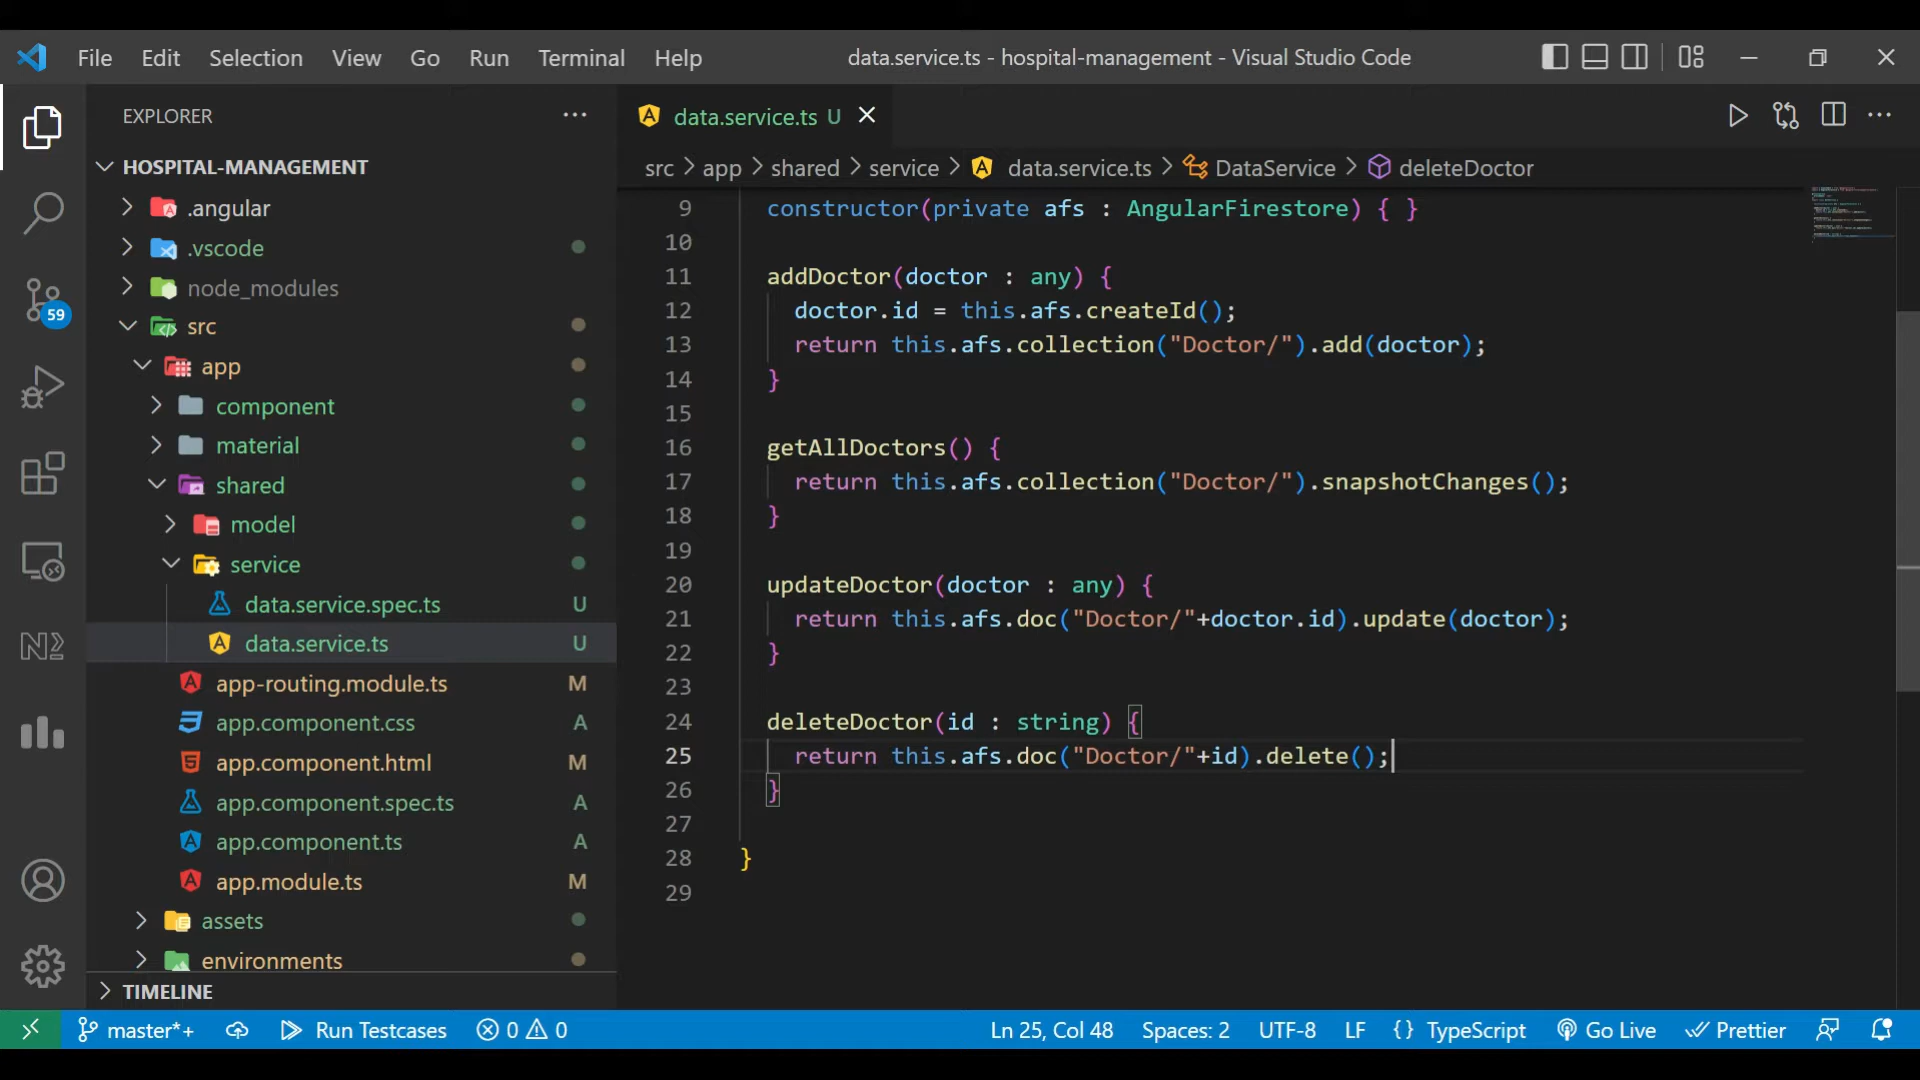 File Edit Selection View Go Run Terminal Help
data.service.ts - hospital-management - Visual Studio Code
EXPLORER
HOSPITAL-MANAGEMENT
.angular
.vscode
node_modules
src
app
component
material
shared
model
service
data.service.spec.ts U
data.service.ts U
app-routing.module.ts M
app.component.css A
app.component.html M
app.component.spec.ts A
app.component.ts A
app.module.ts M
assets
environments
TIMELINE
59
data.service.ts U
src > app > shared > service > data.service.ts > DataService > deleteDoctor
9 constructor(private afs : AngularFirestore) { }
10
11 addDoctor(doctor : any) {
12 doctor.id = this.afs.createId();
13 return this.afs.collection("Doctor/").add(doctor);
14 }
15
16 getAllDoctors() {
17 return this.afs.collection("Doctor/").snapshotChanges();
18 }
19
20 updateDoctor(doctor : any) {
21 return this.afs.doc("Doctor/"+doctor.id).update(doctor);
22 }
23
24 deleteDoctor(id : string) {
25 return this.afs.doc("Doctor/"+id).delete();
26 }
27
28 }
29
master*+ Run Testcases 0 0 Ln 25, Col 48 Spaces: 2 UTF-8 LF {} TypeScript Go Live Prettier